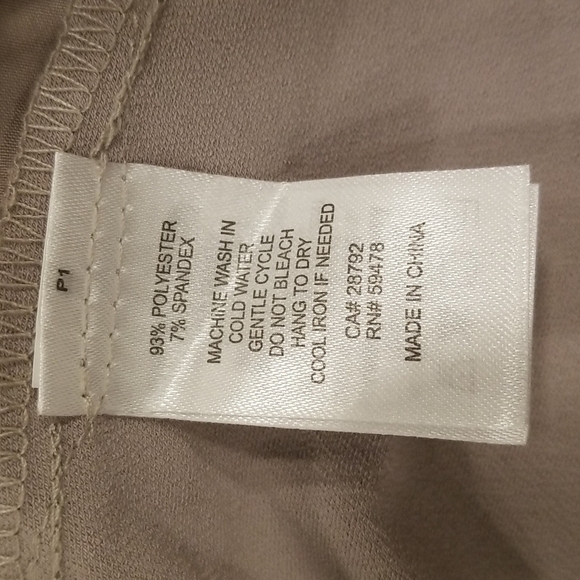 P1
93% POLYESTER
7% SPANDEX
MACHINE WASH IN
COLD WATER
GENTLE CYCLE
DO NOT BLEACH
HANG TO DRY
COOL IRON IF NEEDED
CA# 28792
RN# 59478
MADE IN CHINA